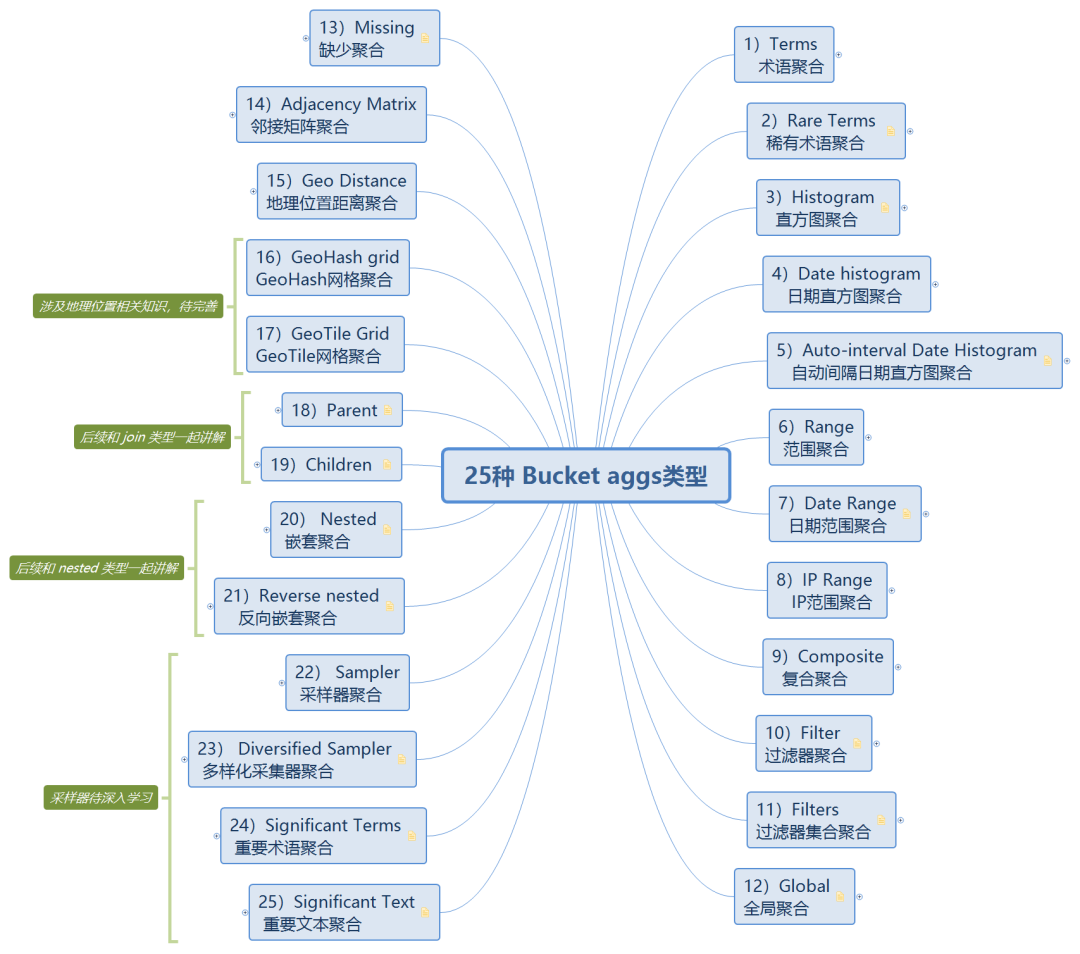 25种 Bucket aggs类型
1）Terms
术语聚合
2）Rare Terms
稀有术语聚合
3）Histogram
直方图聚合
4）Date histogram
日期直方图聚合
5）Auto-interval Date Histogram
自动间隔日期直方图聚合
6）Range
范围聚合
7）Date Range
日期范围聚合
8）IP Range
IP范围聚合
9）Composite
复合聚合
10）Filter
过滤器聚合
11）Filters
过滤器集合聚合
12）Global
全局聚合
13）Missing
缺少聚合
14）Adjacency Matrix
邻接矩阵聚合
15）Geo Distance
地理位置距离聚合
16）GeoHash grid
GeoHash网格聚合
17）GeoTile Grid
GeoTile网格聚合
涉及地理位置相关知识，待完善
18）Parent
19）Children
后续和 join 类型一起讲解
20） Nested
嵌套聚合
21）Reverse nested
反向嵌套聚合
后续和 nested 类型一起讲解
22） Sampler
采样器聚合
23） Diversified Sampler
多样化采集器聚合
24）Significant Terms
重要术语聚合
25）Significant Text
重要文本聚合
采样器待深入学习